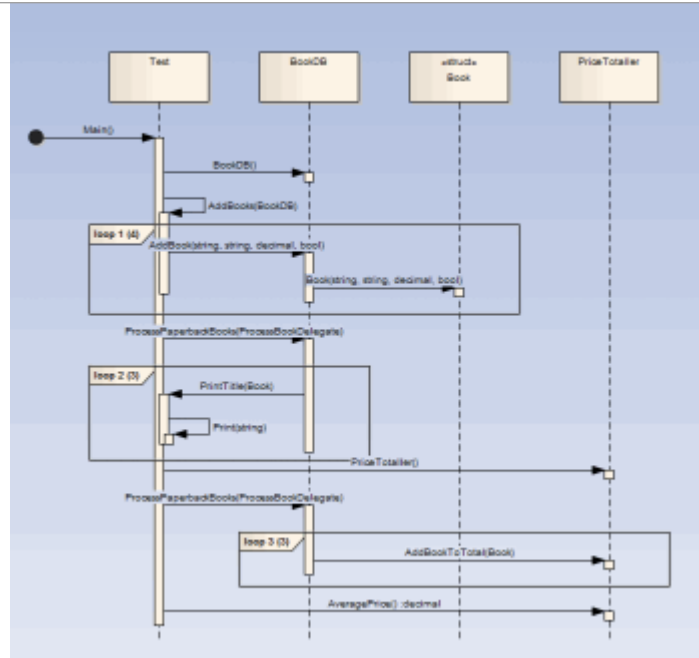 Test
BookDB
«struct»
Book
PriceTotaller
Main()
BookDB()
AddBooks(BookDB)
loop 1 (4)
AddBook(string, string, decimal, bool)
Book(string, string, decimal, bool)
ProcessPaperbackBooks(ProcessBookDelegate)
loop 2 (3)
PrintTitle(Book)
Print(string)
PriceTotaller()
ProcessPaperbackBooks(ProcessBookDelegate)
loop 3 (3)
AddBookToTotal(Book)
AveragePrice() :decimal